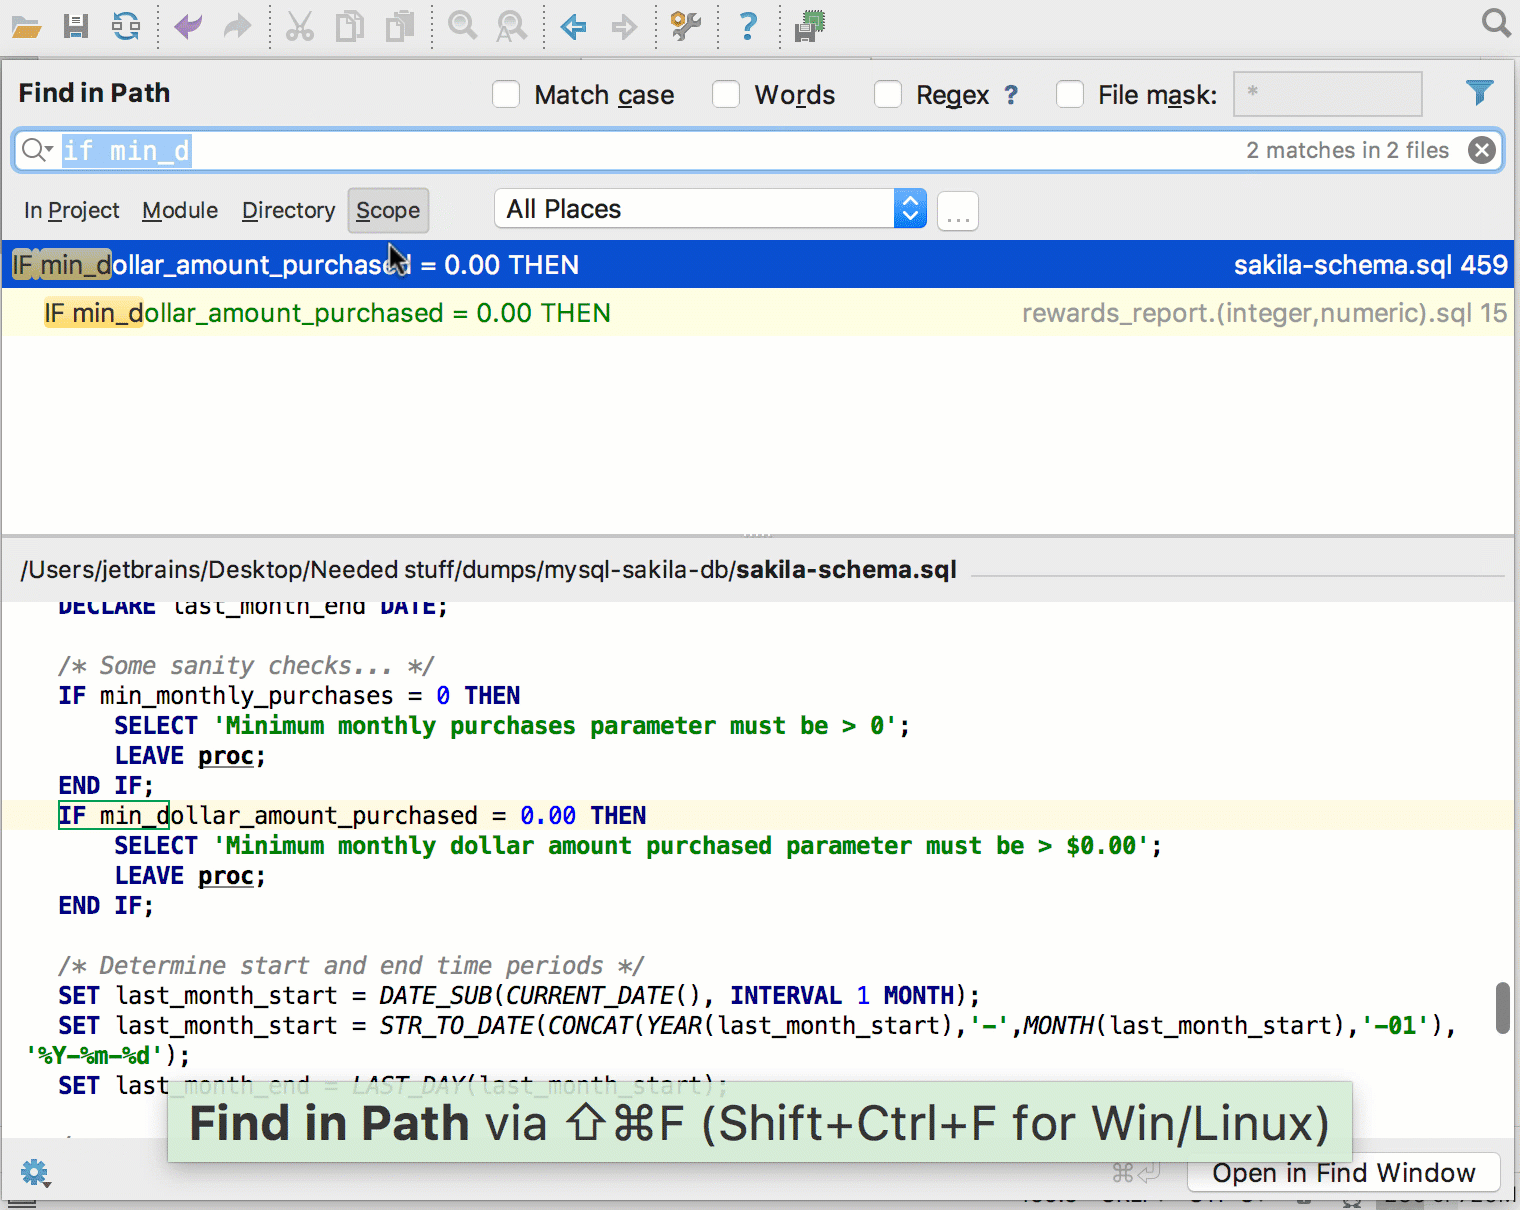 Find in Path Match case Words Regex ? File mask: *
if min_d 2 matches in 2 files
In Project Module Directory Scope All Places ...
IF min_dollar_amount_purchased = 0.00 THEN sakila-schema.sql 459
IF min_dollar_amount_purchased = 0.00 THEN rewards_report.(integer,numeric).sql 15
/Users/jetbrains/Desktop/Needed stuff/dumps/mysql-sakila-db/sakila-schema.sql
DECLARE last_month_end DATE;
/* Some sanity checks... */
IF min_monthly_purchases = 0 THEN
SELECT 'Minimum monthly purchases parameter must be > 0';
LEAVE proc;
END IF;
IF min_dollar_amount_purchased = 0.00 THEN
SELECT 'Minimum monthly dollar amount purchased parameter must be > $0.00';
LEAVE proc;
END IF;
/* Determine start and end time periods */
SET last_month_start = DATE_SUB(CURRENT_DATE(), INTERVAL 1 MONTH);
SET last_month_start = STR_TO_DATE(CONCAT(YEAR(last_month_start),'-',MONTH(last_month_start),'-01'),
'%Y-%m-%d');
SET last_month_end = LAST_DAY(last_month_start);
Find in Path via ⇧⌘F (Shift+Ctrl+F for Win/Linux)
⌘⏎ Open in Find Window